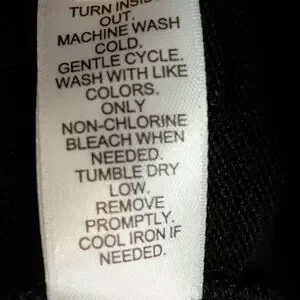 TURN INSIDE
OUT.
MACHINE WASH
COLD.
GENTLE CYCLE.
WASH WITH LIKE
COLORS.
ONLY
NON-CHLORINE
BLEACH WHEN
NEEDED.
TUMBLE DRY
LOW.
REMOVE
PROMPTLY.
COOL IRON IF
NEEDED.